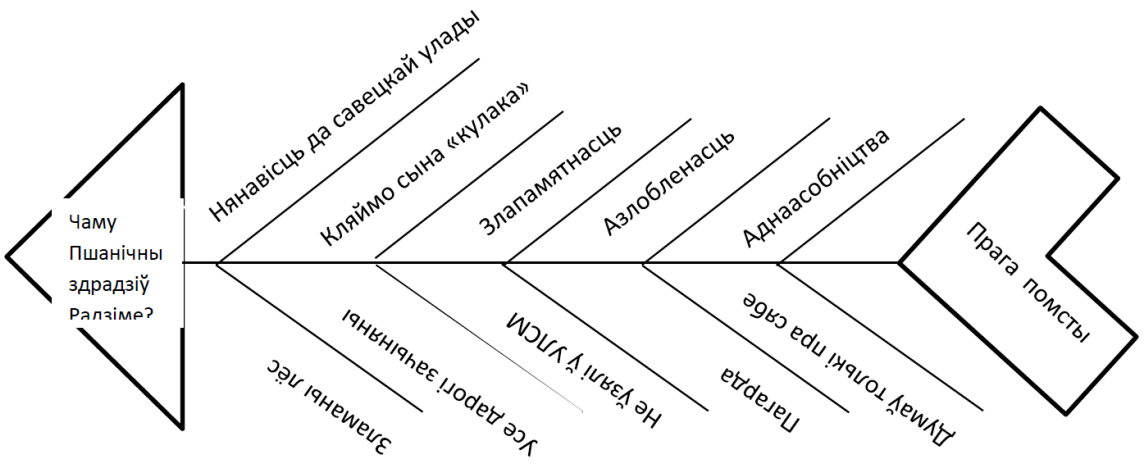 Чаму
Пшанічны
здрадзіў
Радзіме?
Нянавісць да савецкай улады
Кляймо сына «кулака»
Злапамятнасць
Азлобленасць
Аднаасобніцтва
Зламаны лёс
Усе дарогі зачыняны
Не ўзялі ў УЛСМ
Пагарда
Думаў толькі пра сябе
Прага помсты